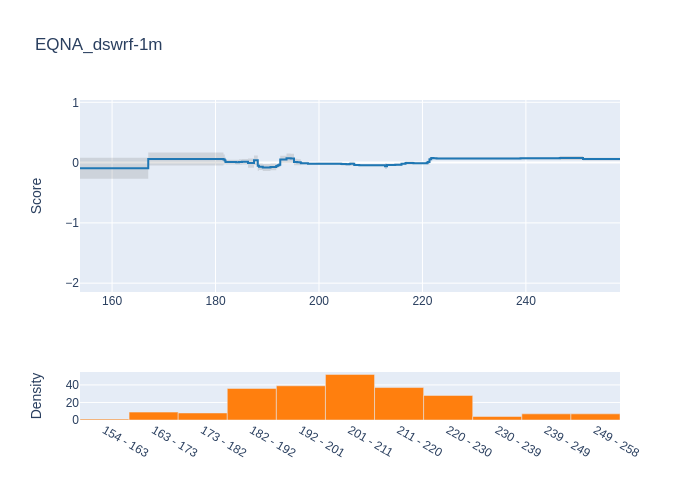 EQNA_dswrf-1m
Score
1
0
−1
−2
160 180 200 220 240
Density
40
20
0
154 - 163
163 - 173
173 - 182
182 - 192
192 - 201
201 - 211
211 - 220
220 - 230
230 - 239
239 - 249
249 - 258